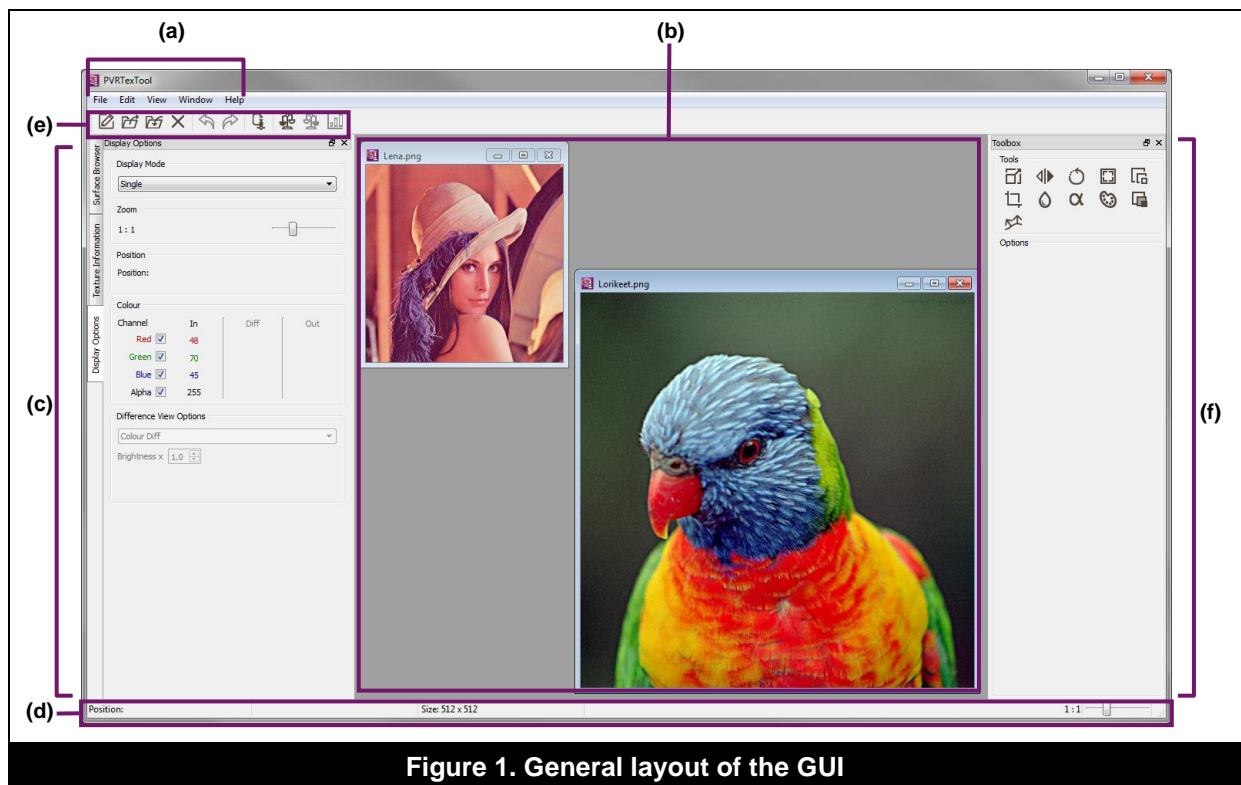 (a)
(b)
PVRTexTool
File Edit View Window Help
(e)
Display Options
Surface Browser
Texture Information
Display Options
Display Mode
Single
Zoom
1 : 1
Position
Position:
Colour
Channel In Diff Out
Red 48
Green 70
Blue 45
Alpha 255
Difference View Options
Colour Diff
Brightness x 1.0
(c)
Lena.png
Lorikeet.png
Toolbox
Tools
α
Options
(f)
(d)
Position: Size: 512 x 512 1 : 1
Figure 1. General layout of the GUI